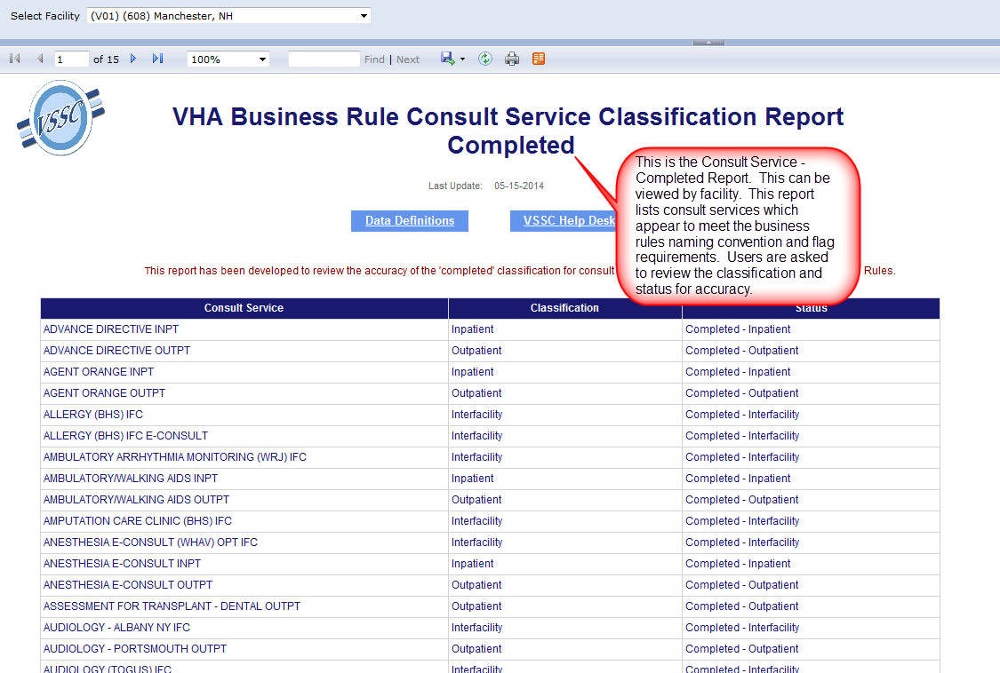 Select Facility (V01) (608) Manchester, NH
1 of 15 100% Find | Next
VSSC
VHA Business Rule Consult Service Classification Report
Completed
Last Update: 05-15-2014
Data Definitions VSSC Help Desk
This is the Consult Service -
Completed Report. This can be
viewed by facility. This report
lists consult services which
appear to meet the business
rules naming convention and flag
requirements. Users are asked
to review the classification and
status for accuracy.
This report has been developed to review the accuracy of the 'completed' classification for consult Rules.
Consult Service Classification Status
ADVANCE DIRECTIVE INPT Inpatient Completed - Inpatient
ADVANCE DIRECTIVE OUTPT Outpatient Completed - Outpatient
AGENT ORANGE INPT Inpatient Completed - Inpatient
AGENT ORANGE OUTPT Outpatient Completed - Outpatient
ALLERGY (BHS) IFC Interfacility Completed - Interfacility
ALLERGY (BHS) IFC E-CONSULT Interfacility Completed - Interfacility
AMBULATORY ARRHYTHMIA MONITORING (WRJ) IFC Interfacility Completed - Interfacility
AMBULATORY/WALKING AIDS INPT Inpatient Completed - Inpatient
AMBULATORY/WALKING AIDS OUTPT Outpatient Completed - Outpatient
AMPUTATION CARE CLINIC (BHS) IFC Interfacility Completed - Interfacility
ANESTHESIA E-CONSULT (WHAV) OPT IFC Interfacility Completed - Interfacility
ANESTHESIA E-CONSULT INPT Inpatient Completed - Inpatient
ANESTHESIA E-CONSULT OUTPT Outpatient Completed - Outpatient
ASSESSMENT FOR TRANSPLANT - DENTAL OUTPT Outpatient Completed - Outpatient
AUDIOLOGY - ALBANY NY IFC Interfacility Completed - Interfacility
AUDIOLOGY - PORTSMOUTH OUTPT Outpatient Completed - Outpatient
AUDIOLOGY (TOGUS) IFC Interfacility Completed - Interfacility